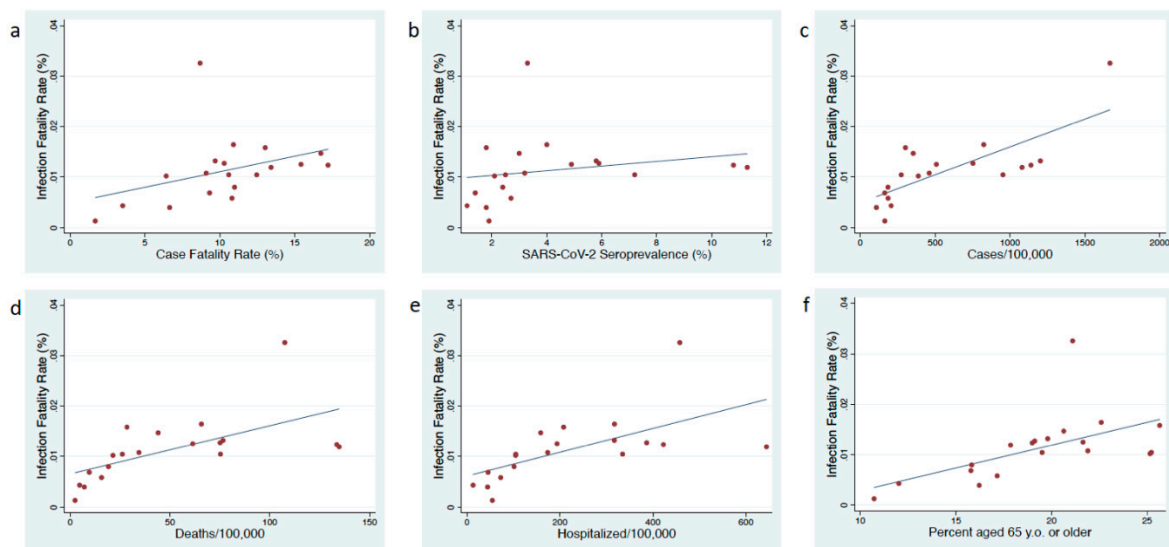 a
Infection Fatality Rate (%)
.04
.03
.02
.01
0
0 5 10 15 20
Case Fatality Rate (%)
b
Infection Fatality Rate (%)
.04
.03
.02
.01
0
2 4 6 8 10 12
SARS-CoV-2 Seroprevalence (%)
c
Infection Fatality Rate (%)
.04
.03
.02
.01
0
0 500 1000 1500 2000
Cases/100,000
d
Infection Fatality Rate (%)
.04
.03
.02
.01
0
0 50 100 150
Deaths/100,000
e
Infection Fatality Rate (%)
.04
.03
.02
.01
0
0 200 400 600
Hospitalized/100,000
f
Infection Fatality Rate (%)
.04
.03
.02
.01
0
10 15 20 25
Percent aged 65 y.o. or older